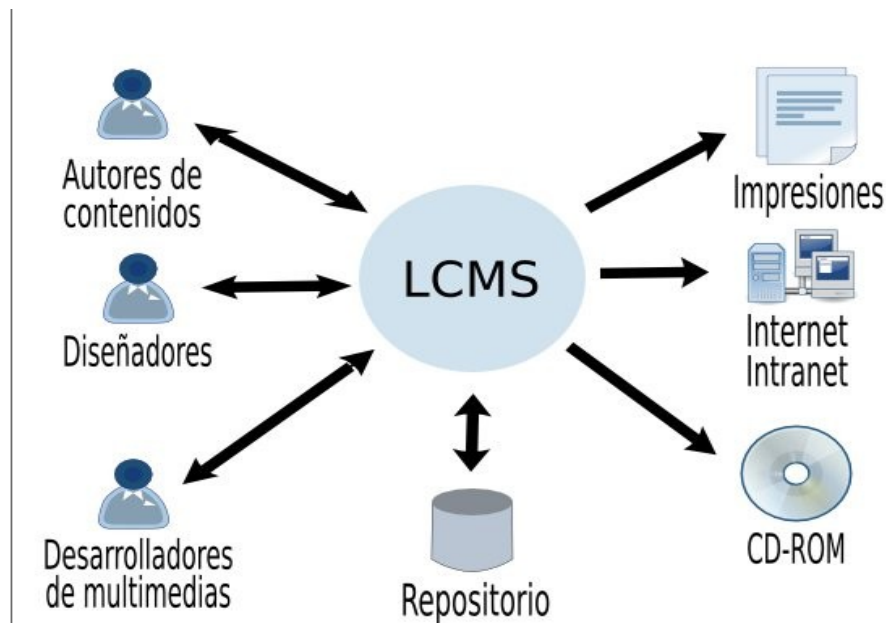 Autores de
contenidos
Diseñadores
Desarrolladores
de multimedias
LCMS
Repositorio
Impresiones
Internet
Intranet
CD-ROM